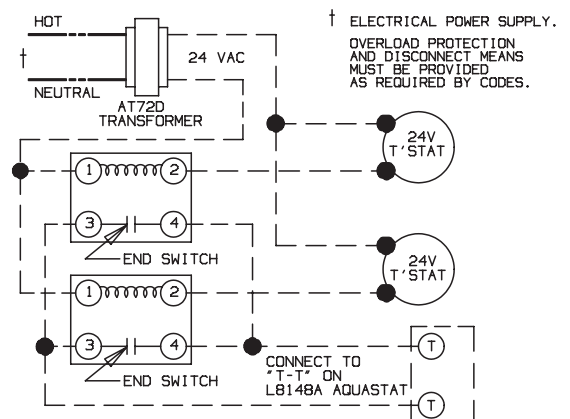 HOT
† ELECTRICAL POWER SUPPLY.
OVERLOAD PROTECTION
AND DISCONNECT MEANS
MUST BE PROVIDED
AS REQUIRED BY CODES.
†
24 VAC
NEUTRAL
AT72D
TRANSFORMER
24V
T'STAT
1
2
3
4
END SWITCH
24V
T'STAT
1
2
3
4
END SWITCH
CONNECT TO
"T-T" ON
L8148A AQUASTAT
T
T